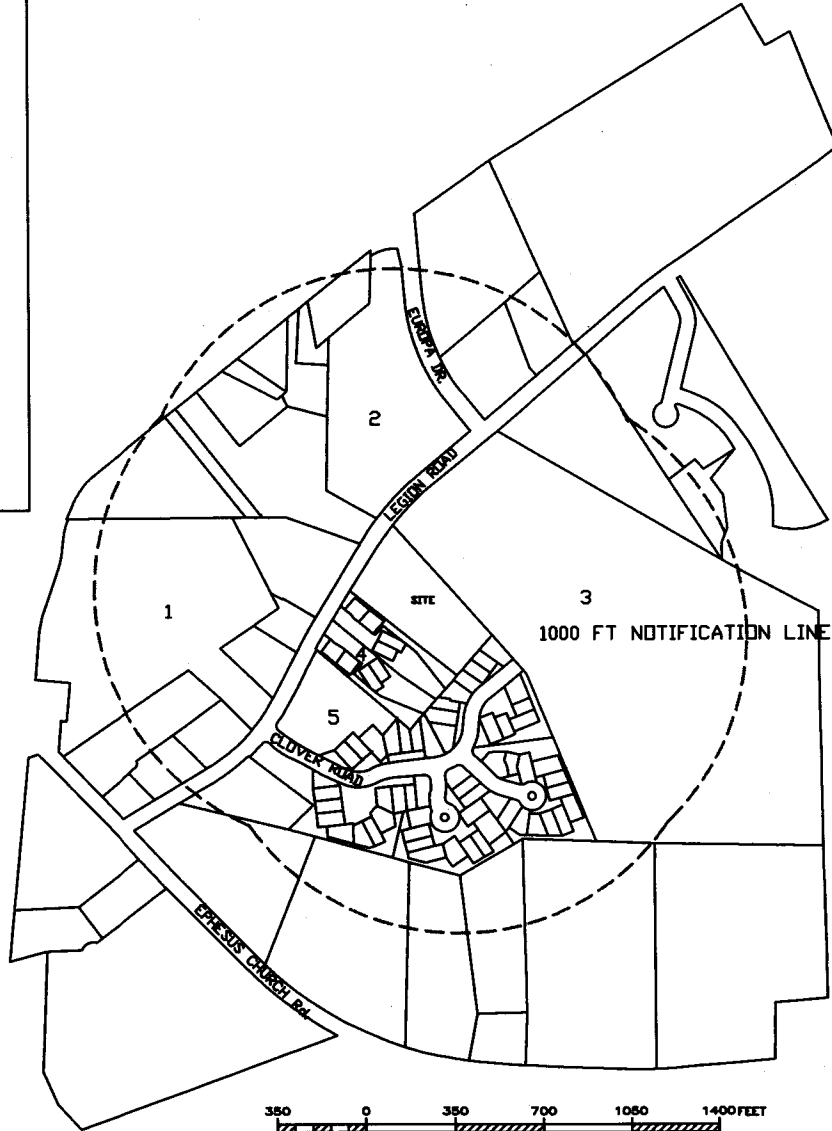 EUROPA DR.
2
LEGION ROAD
SITE
3
1
1000 FT NOTIFICATION LINE
4
5
CLOVER ROAD
EPHESUS CHURCH Rd.
350 0 350 700 1050 1400 FEET